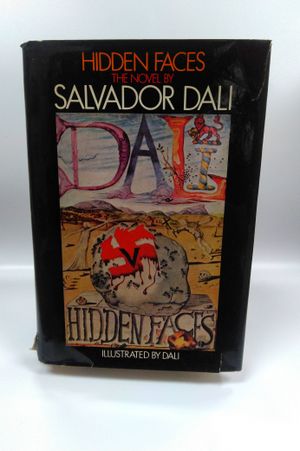 HIDDEN FACES
THE NOVEL BY
SALVADOR DALI
DALI
V
HIDDEN FACES
ILLUSTRATED BY DALI